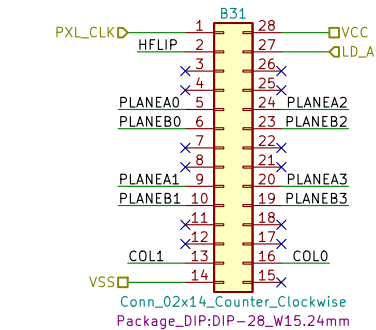 B31
PXL_CLK 1 28 VCC
HFLIP 2 27 LD_A
3 26
4 25
PLANEA0 5 24 PLANEA2
PLANEB0 6 23 PLANEB2
7 22
8 21
PLANEA1 9 20 PLANEA3
PLANEB1 10 19 PLANEB3
11 18
12 17
COL1 13 16 COL0
VSS 14 15
Conn_02x14_Counter_Clockwise
Package_DIP:DIP-28_W15.24mm